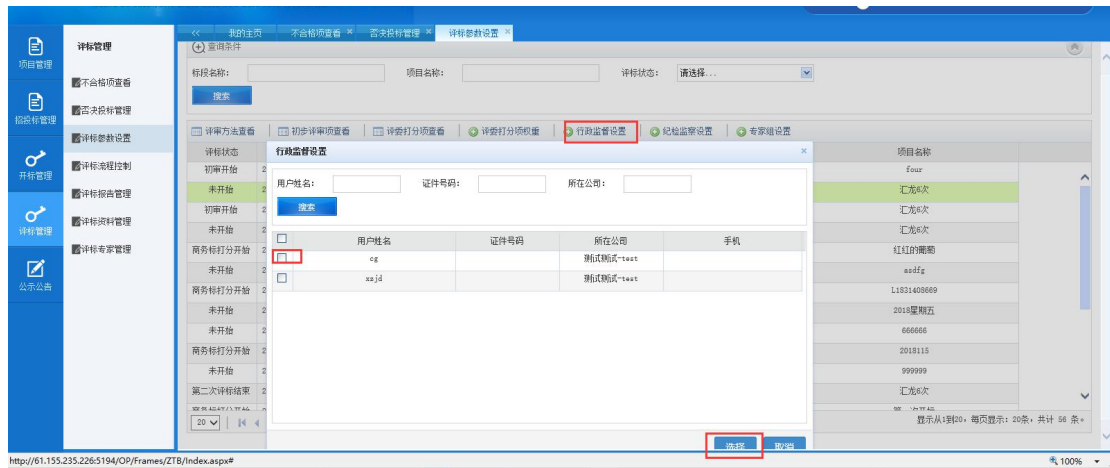 << 我的主页 不合格项查看 × 否决投标管理 × 评标参数设置 ×
项目管理
招投标管理
开标管理
评标管理
公示公告
评标管理
不合格项查看
否决投标管理
评标参数设置
评标流程控制
评标报告管理
评标资料管理
评标专家管理
查询条件
标段名称: 项目名称: 评标状态: 请选择...
搜索
评审方法查看 初步评审项查看 评委打分项查看 评委打分项权重 行政监督设置 纪检监察设置 专家组设置
评标状态 项目名称
初审开始 2 four
未开始 2 汇龙6次
初审开始 2 汇龙6次
未开始 2 汇龙6次
商务标打分开始 2 红红的葡萄
未开始 2 asdfg
商务标打分开始 2 L1831408669
未开始 2 2018星期五
未开始 2 666666
商务标打分开始 2 2018115
未开始 2 999999
第二次评标结束 2 汇龙6次
行政监督设置 ×
用户姓名: 证件号码: 所在公司:
搜索
用户姓名 证件号码 所在公司 手机
cg 测试测试-test
xzjd 测试测试-test
选择 取消
20 显示从1到20，每页显示：20条，共计 56 条。
http://61.155.235.226:5194/OP/Frames/ZTB/Index.aspx# 100%